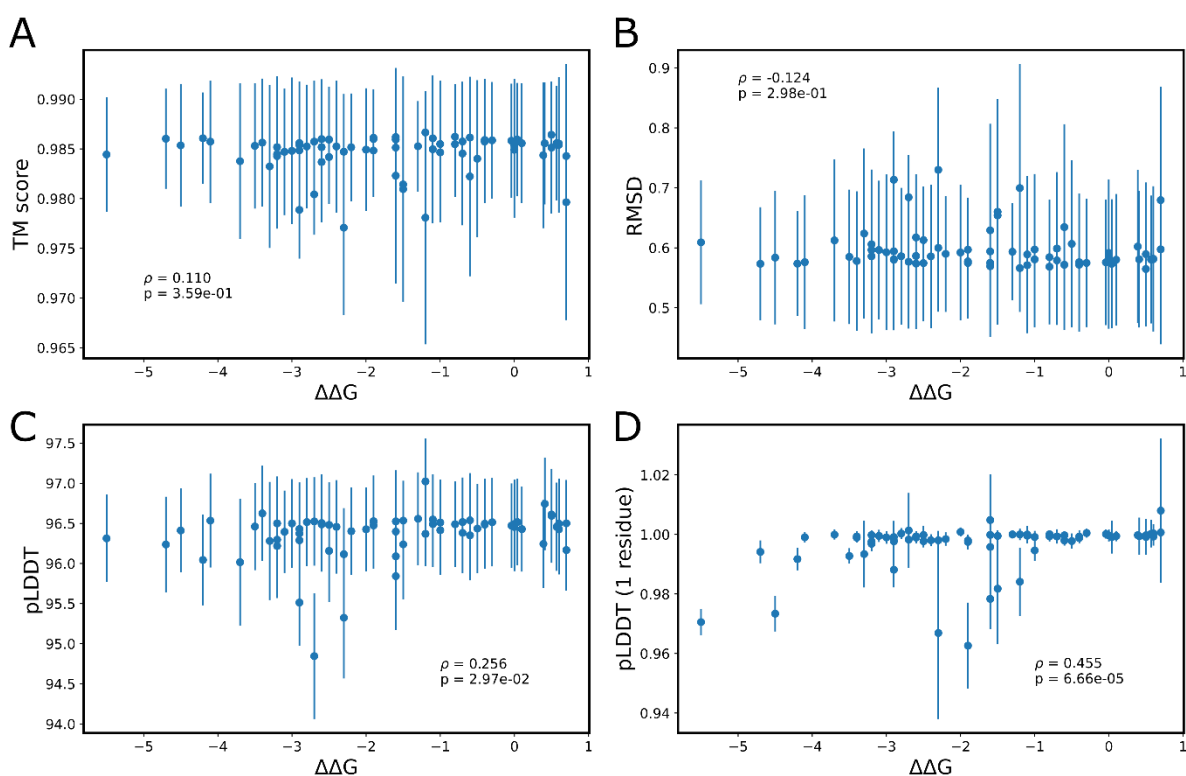 A
TM score
0.990
0.985
0.980
0.975
0.970
0.965
ρ = 0.110
p = 3.59e-01
−5 −4 −3 −2 −1 0 1
ΔΔG
B
RMSD
0.9
0.8
0.7
0.6
0.5
ρ = -0.124
p = 2.98e-01
−5 −4 −3 −2 −1 0 1
ΔΔG
C
pLDDT
97.5
97.0
96.5
96.0
95.5
95.0
94.5
94.0
ρ = 0.256
p = 2.97e-02
−5 −4 −3 −2 −1 0 1
ΔΔG
D
pLDDT (1 residue)
1.02
1.00
0.98
0.96
0.94
ρ = 0.455
p = 6.66e-05
−5 −4 −3 −2 −1 0 1
ΔΔG